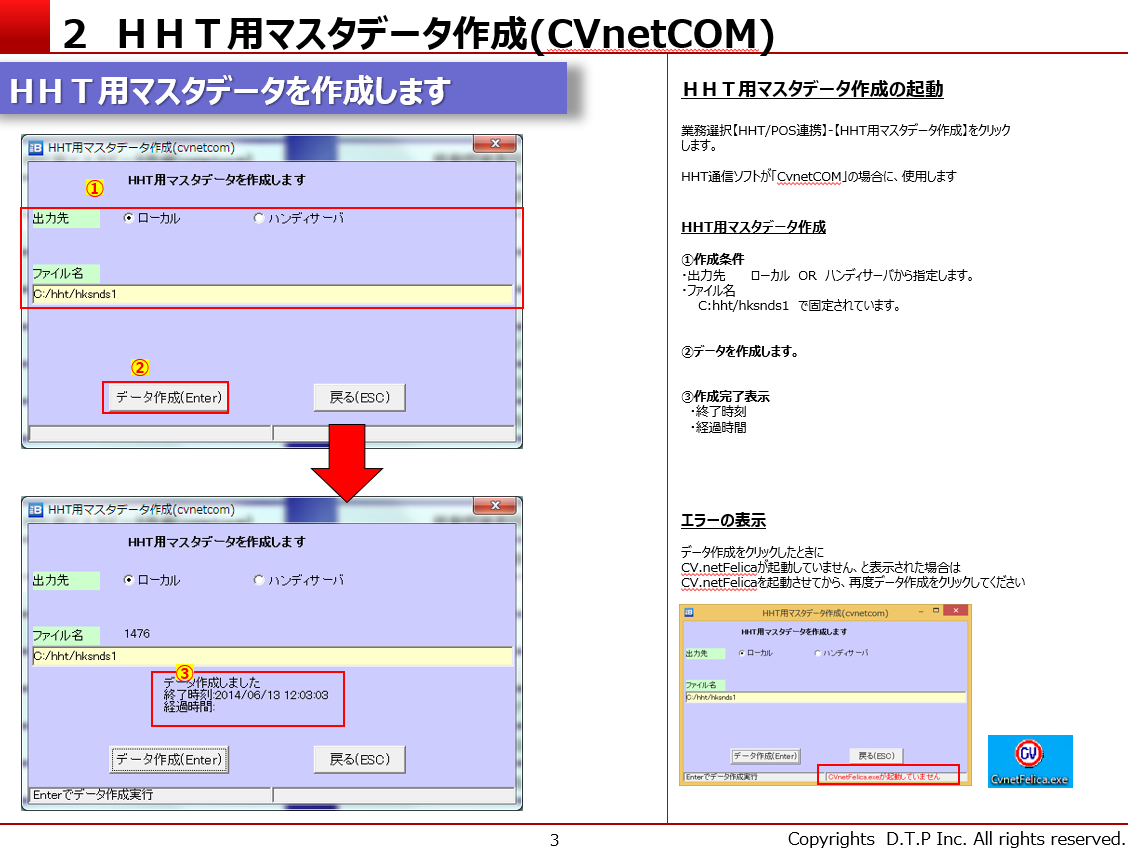 2 ＨＨＴ用マスタデータ作成(CVnetCOM)
ＨＨＴ用マスタデータを作成します
HHT用マスタデータ作成(cvnetcom)
HHT用マスタデータを作成します
①
出力先 ローカル ハンディサーバ
ファイル名
C:/hht/hksnds1
②
データ作成(Enter) 戻る(ESC)
HHT用マスタデータ作成(cvnetcom)
HHT用マスタデータを作成します
出力先 ローカル ハンディサーバ
ファイル名 1476
C:/hht/hksnds1
③
データ作成しました
終了時刻:2014/06/13 12:03:03
経過時間:
データ作成(Enter) 戻る(ESC)
Enterでデータ作成実行
ＨＨＴ用マスタデータ作成の起動
業務選択【HHT/POS連携】-【HHT用マスタデータ作成】をクリック
します。
HHT通信ソフトが「CvnetCOM」の場合に、使用します
HHT用マスタデータ作成
①作成条件
・出力先 ローカル OR ハンディサーバから指定します。
・ファイル名
C:hht/hksnds1 で固定されています。
②データを作成します。
③作成完了表示
・終了時刻
・経過時間
エラーの表示
データ作成をクリックしたときに
CV.netFelicaが起動していません、と表示された場合は
CV.netFelicaを起動させてから、再度データ作成をクリックしてください
HHT用マスタデータ作成(cvnetcom)
HHT用マスタデータを作成します
出力先 ローカル ハンディサーバ
ファイル名
C:/hht/hksnds1
データ作成(Enter) 戻る(ESC)
Enterでデータ作成実行 CVnetFelica.exeが起動していません
CV
CvnetFelica.exe
3
Copyrights D.T.P Inc. All rights reserved.